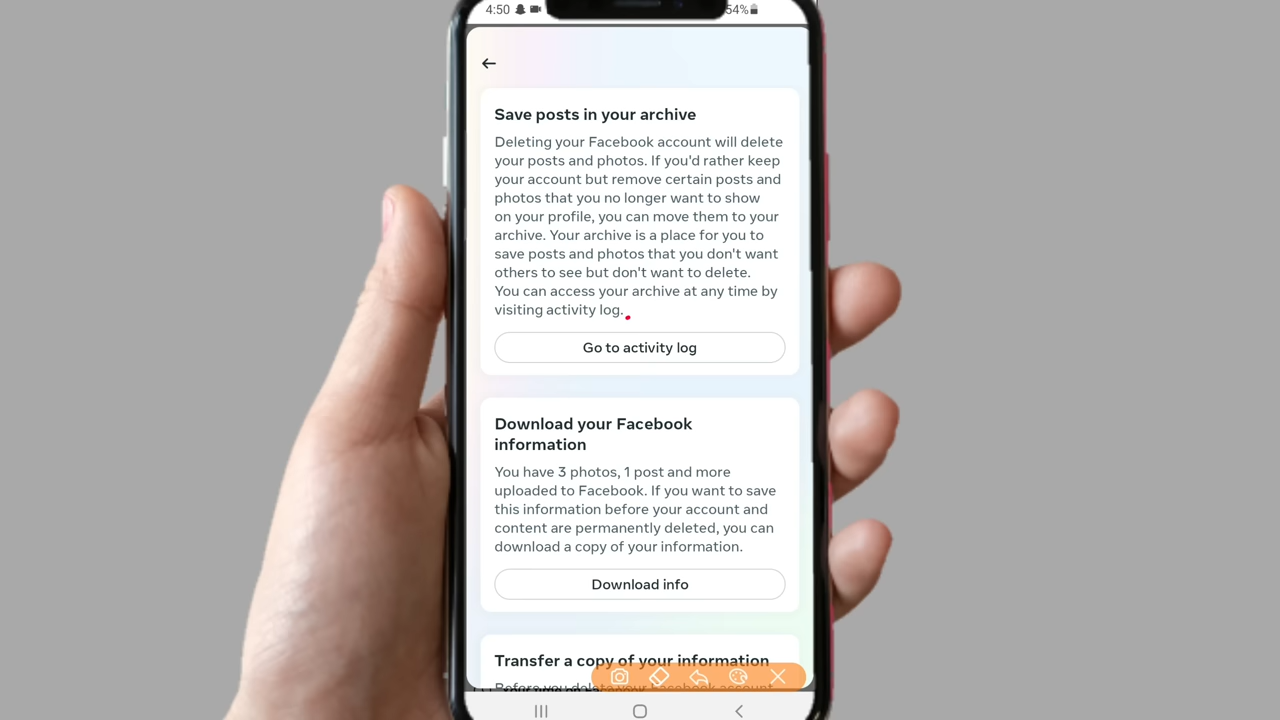 4:50
54%
Save posts in your archive
Deleting your Facebook account will delete
your posts and photos. If you'd rather keep
your account but remove certain posts and
photos that you no longer want to show
on your profile, you can move them to your
archive. Your archive is a place for you to
save posts and photos that you don't want
others to see but don't want to delete.
You can access your archive at any time by
visiting activity log.
Go to activity log
Download your Facebook
information
You have 3 photos, 1 post and more
uploaded to Facebook. If you want to save
this information before your account and
content are permanently deleted, you can
download a copy of your information.
Download info
Transfer a copy of your information
Before you delete your Facebook account,